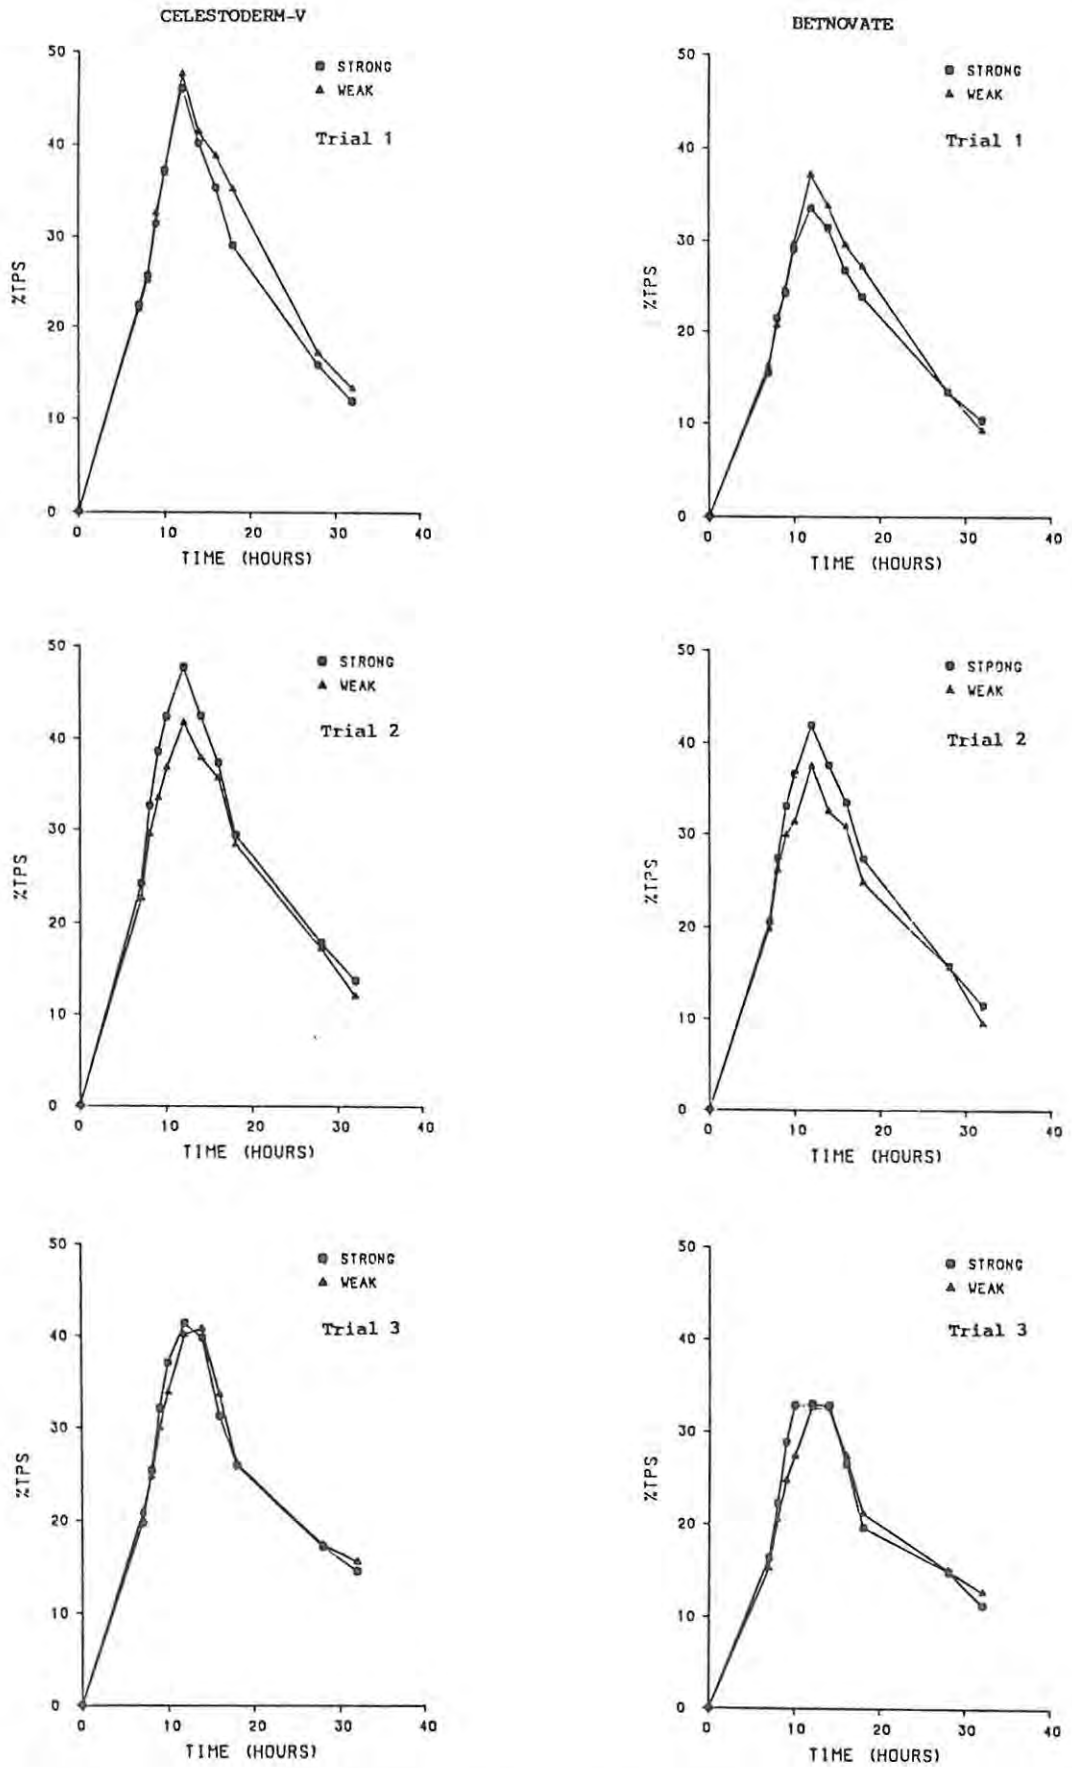 CELESTODERM-V
50
40
30
20
10
0
%TPS
STRONG
WEAK
Trial 1
0 10 20 30 40
TIME (HOURS)
BETNOVATE
50
40
30
20
10
0
%TPS
STRONG
WEAK
Trial 1
0 10 20 30 40
TIME (HOURS)
50
40
30
20
10
0
%TPS
STRONG
WEAK
Trial 2
0 10 20 30 40
TIME (HOURS)
50
40
30
20
10
0
%TPS
STPONG
WEAK
Trial 2
0 10 20 30 40
TIME (HOURS)
50
40
30
20
10
0
%TPS
STRONG
WEAK
Trial 3
0 10 20 30 40
TIME (HOURS)
50
40
30
20
10
0
%TPS
STRONG
WEAK
Trial 3
0 10 20 30 40
TIME (HOURS)